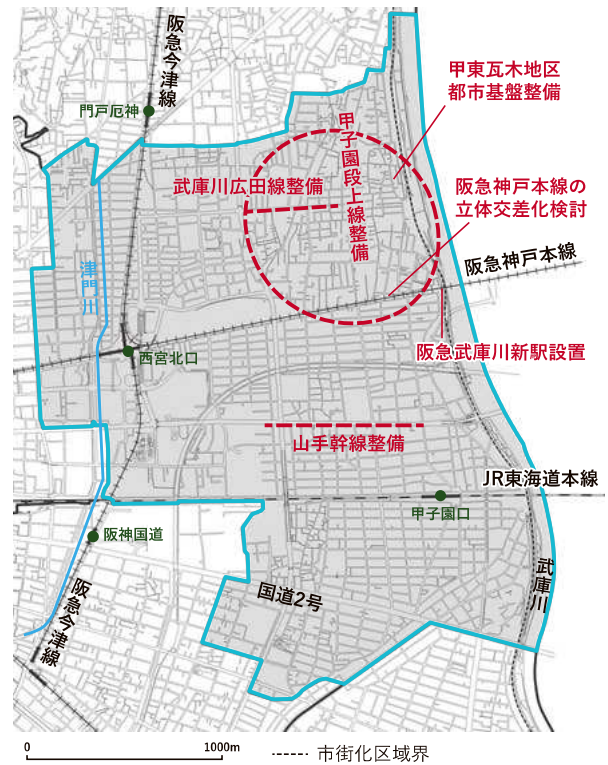 阪急今津線
門戸厄神
甲東瓦木地区
都市基盤整備
甲子園段上線整備
武庫川広田線整備
阪急神戸本線の
立体交差化検討
阪急神戸本線
津門川
西宮北口
阪急武庫川新駅設置
山手幹線整備
JR東海道本線
甲子園口
阪神国道
国道2号
武庫川
阪急今津線
0
1000m
市街化区域界